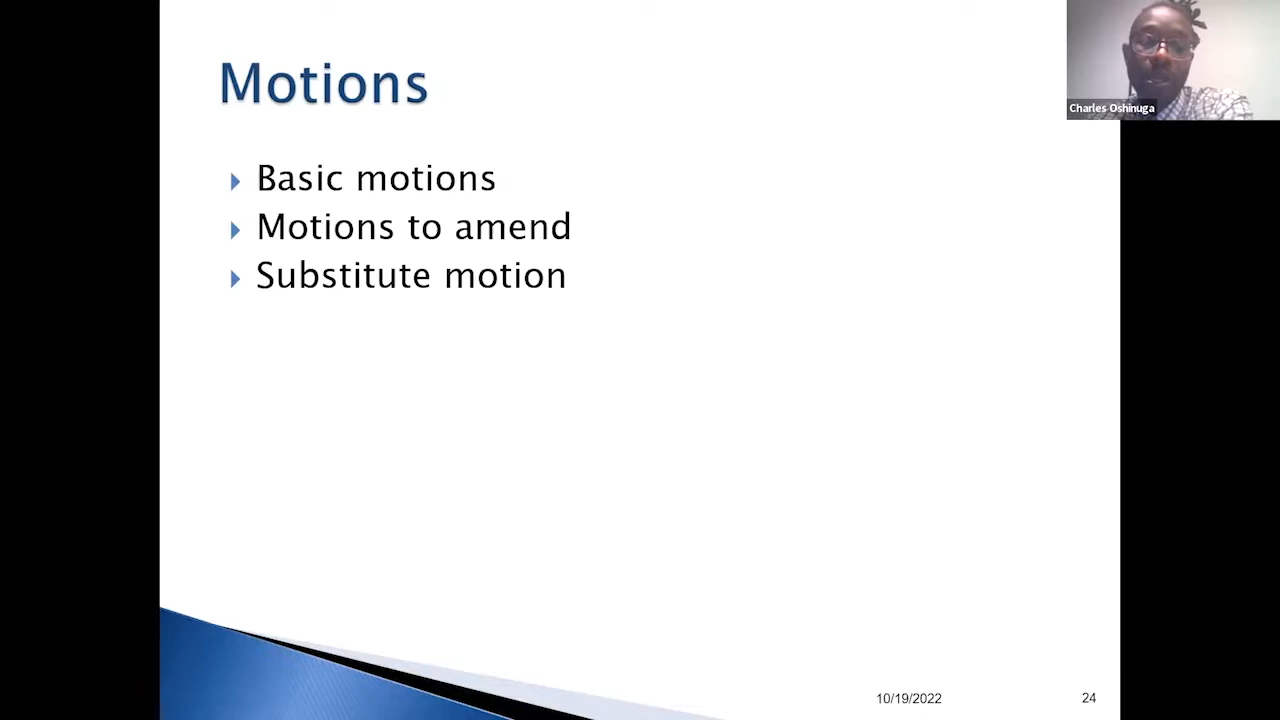 Motions
Basic motions
Motions to amend
Substitute motion
Charles Oshinuga
10/19/2022
24